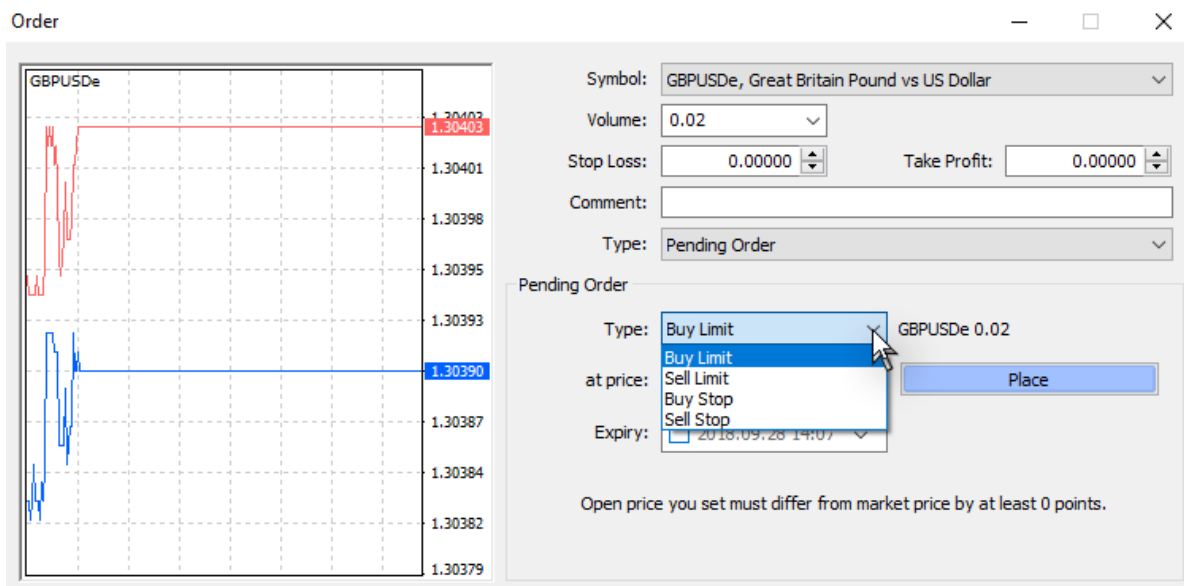 Order
GBPUSDe
1.30403
1.30403
1.30401
1.30398
1.30395
1.30393
1.30390
1.30387
1.30384
1.30382
1.30379
Symbol: GBPUSDe, Great Britain Pound vs US Dollar
Volume: 0.02
Stop Loss: 0.00000 Take Profit: 0.00000
Comment:
Type: Pending Order
Pending Order
Type: Buy Limit GBPUSDe 0.02
Buy Limit
at price: Sell Limit Place
Buy Stop
Sell Stop
Expiry: 2018.09.28 14:07
Open price you set must differ from market price by at least 0 points.